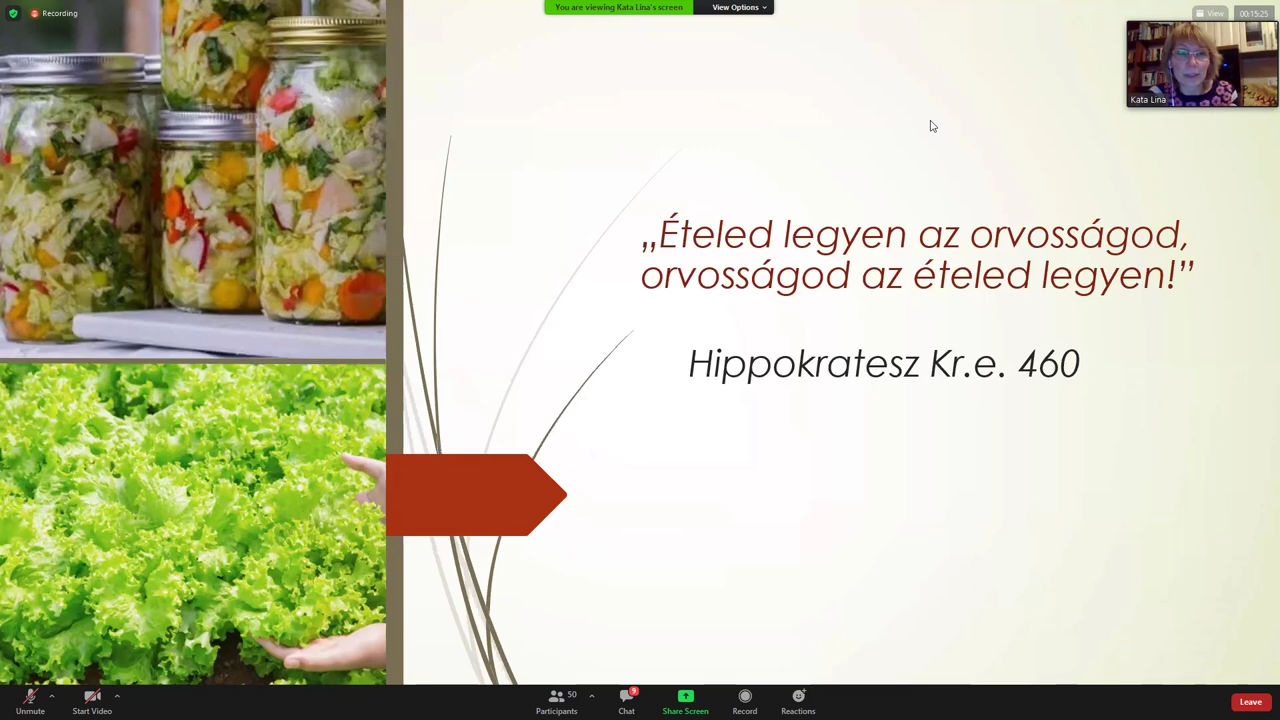 Recording
You are viewing Kata Lina's screen
View Options
View
00:15:25
Kata Lina
„Ételed legyen az orvosságod,
orvosságod az ételed legyen!”
Hippokratesz Kr.e. 460
Unmute
Start Video
50
Participants
9
Chat
Share Screen
Record
Reactions
Leave